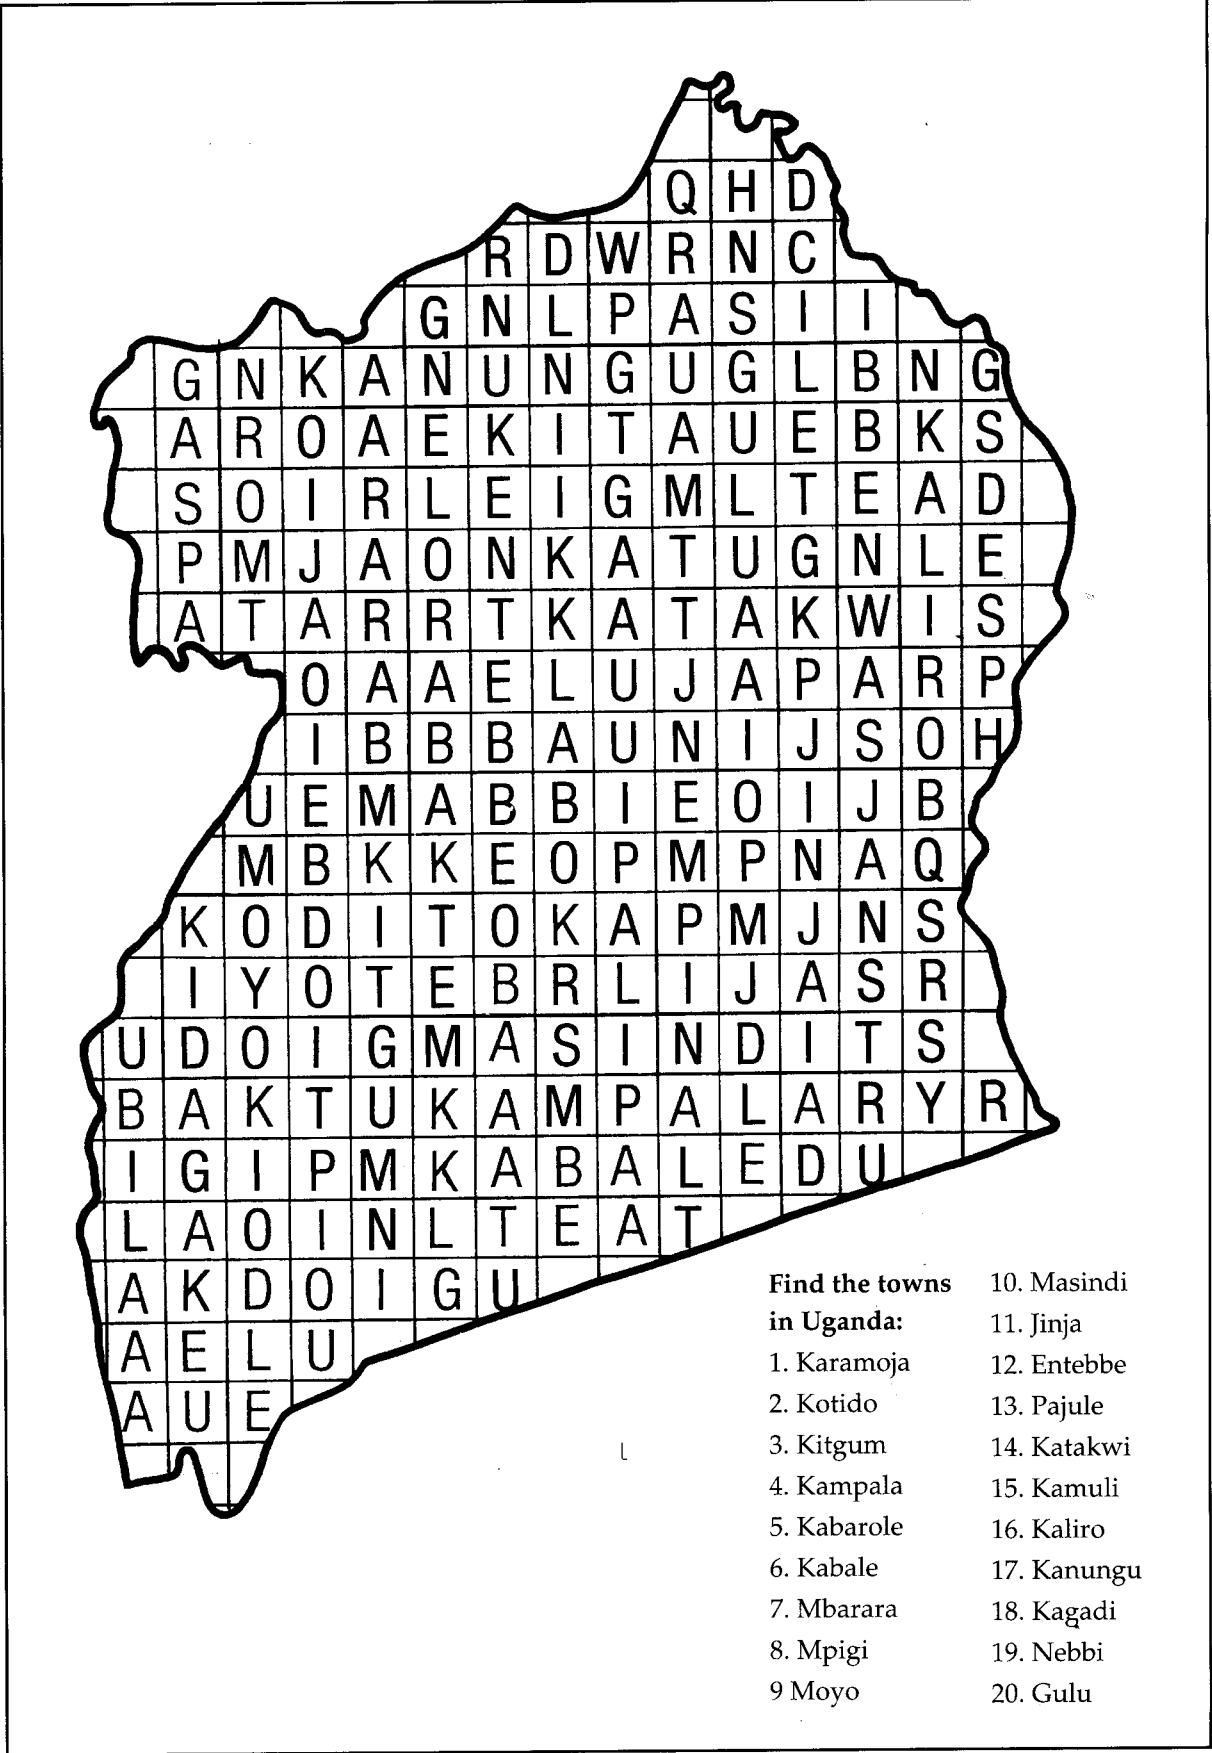 Q H D
R D W R N C
G N L P A S I I
G N K A N U N G U G L B N G
A R O A E K I T A U E B K S
S O I R L E I G M L T E A D
P M J A O N K A T U G N L E
A T A R R T K A T A K W I S
O A A E L U J A P A R P
I B B B A U N I J S O H
U E M A B B I E O I J B
M B K K E O P M P N A Q
K O D I T O K A P M J N S
I Y O T E B R L I J A S R
U D O I G M A S I N D I T S
B A K T U K A M P A L A R Y R
I G I P M K A B A L E D U
L A O I N L T E A T
A K D O I G U
A E L U
A U E
Find the towns
in Uganda:
1. Karamoja
2. Kotido
3. Kitgum
4. Kampala
5. Kabarole
6. Kabale
7. Mbarara
8. Mpigi
9 Moyo
10. Masindi
11. Jinja
12. Entebbe
13. Pajule
14. Katakwi
15. Kamuli
16. Kaliro
17. Kanungu
18. Kagadi
19. Nebbi
20. Gulu